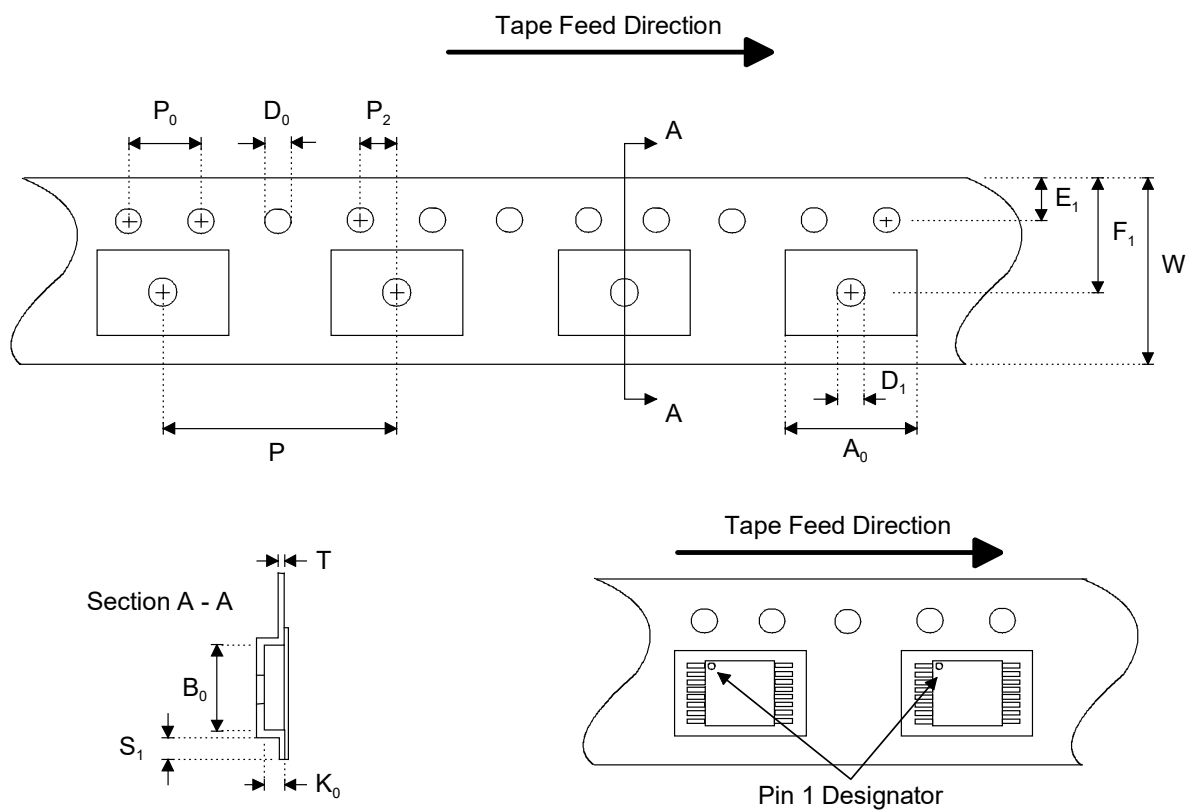 Tape Feed Direction
P₀ D₀ P₂
A
E₁
F₁
W
D₁
A
P
A₀
Tape Feed Direction
T
Section A - A
B₀
S₁
K₀
Pin 1 Designator